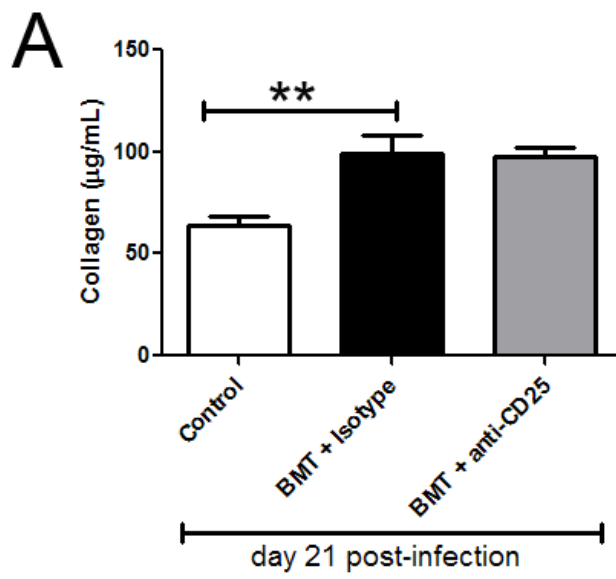 A
150
100
50
0
Collagen (µg/mL)
**
Control
BMT + Isotype
BMT + anti-CD25
day 21 post-infection